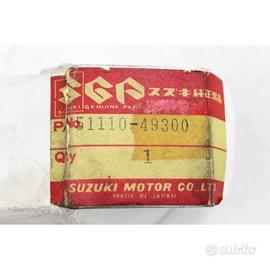 SGP スズキ純正部品
SUZUKI GENUINE PARTS
P/No 51110-49300
Q'ty 1
SUZUKI MOTOR CO., LTD.
MADE IN JAPAN
subito